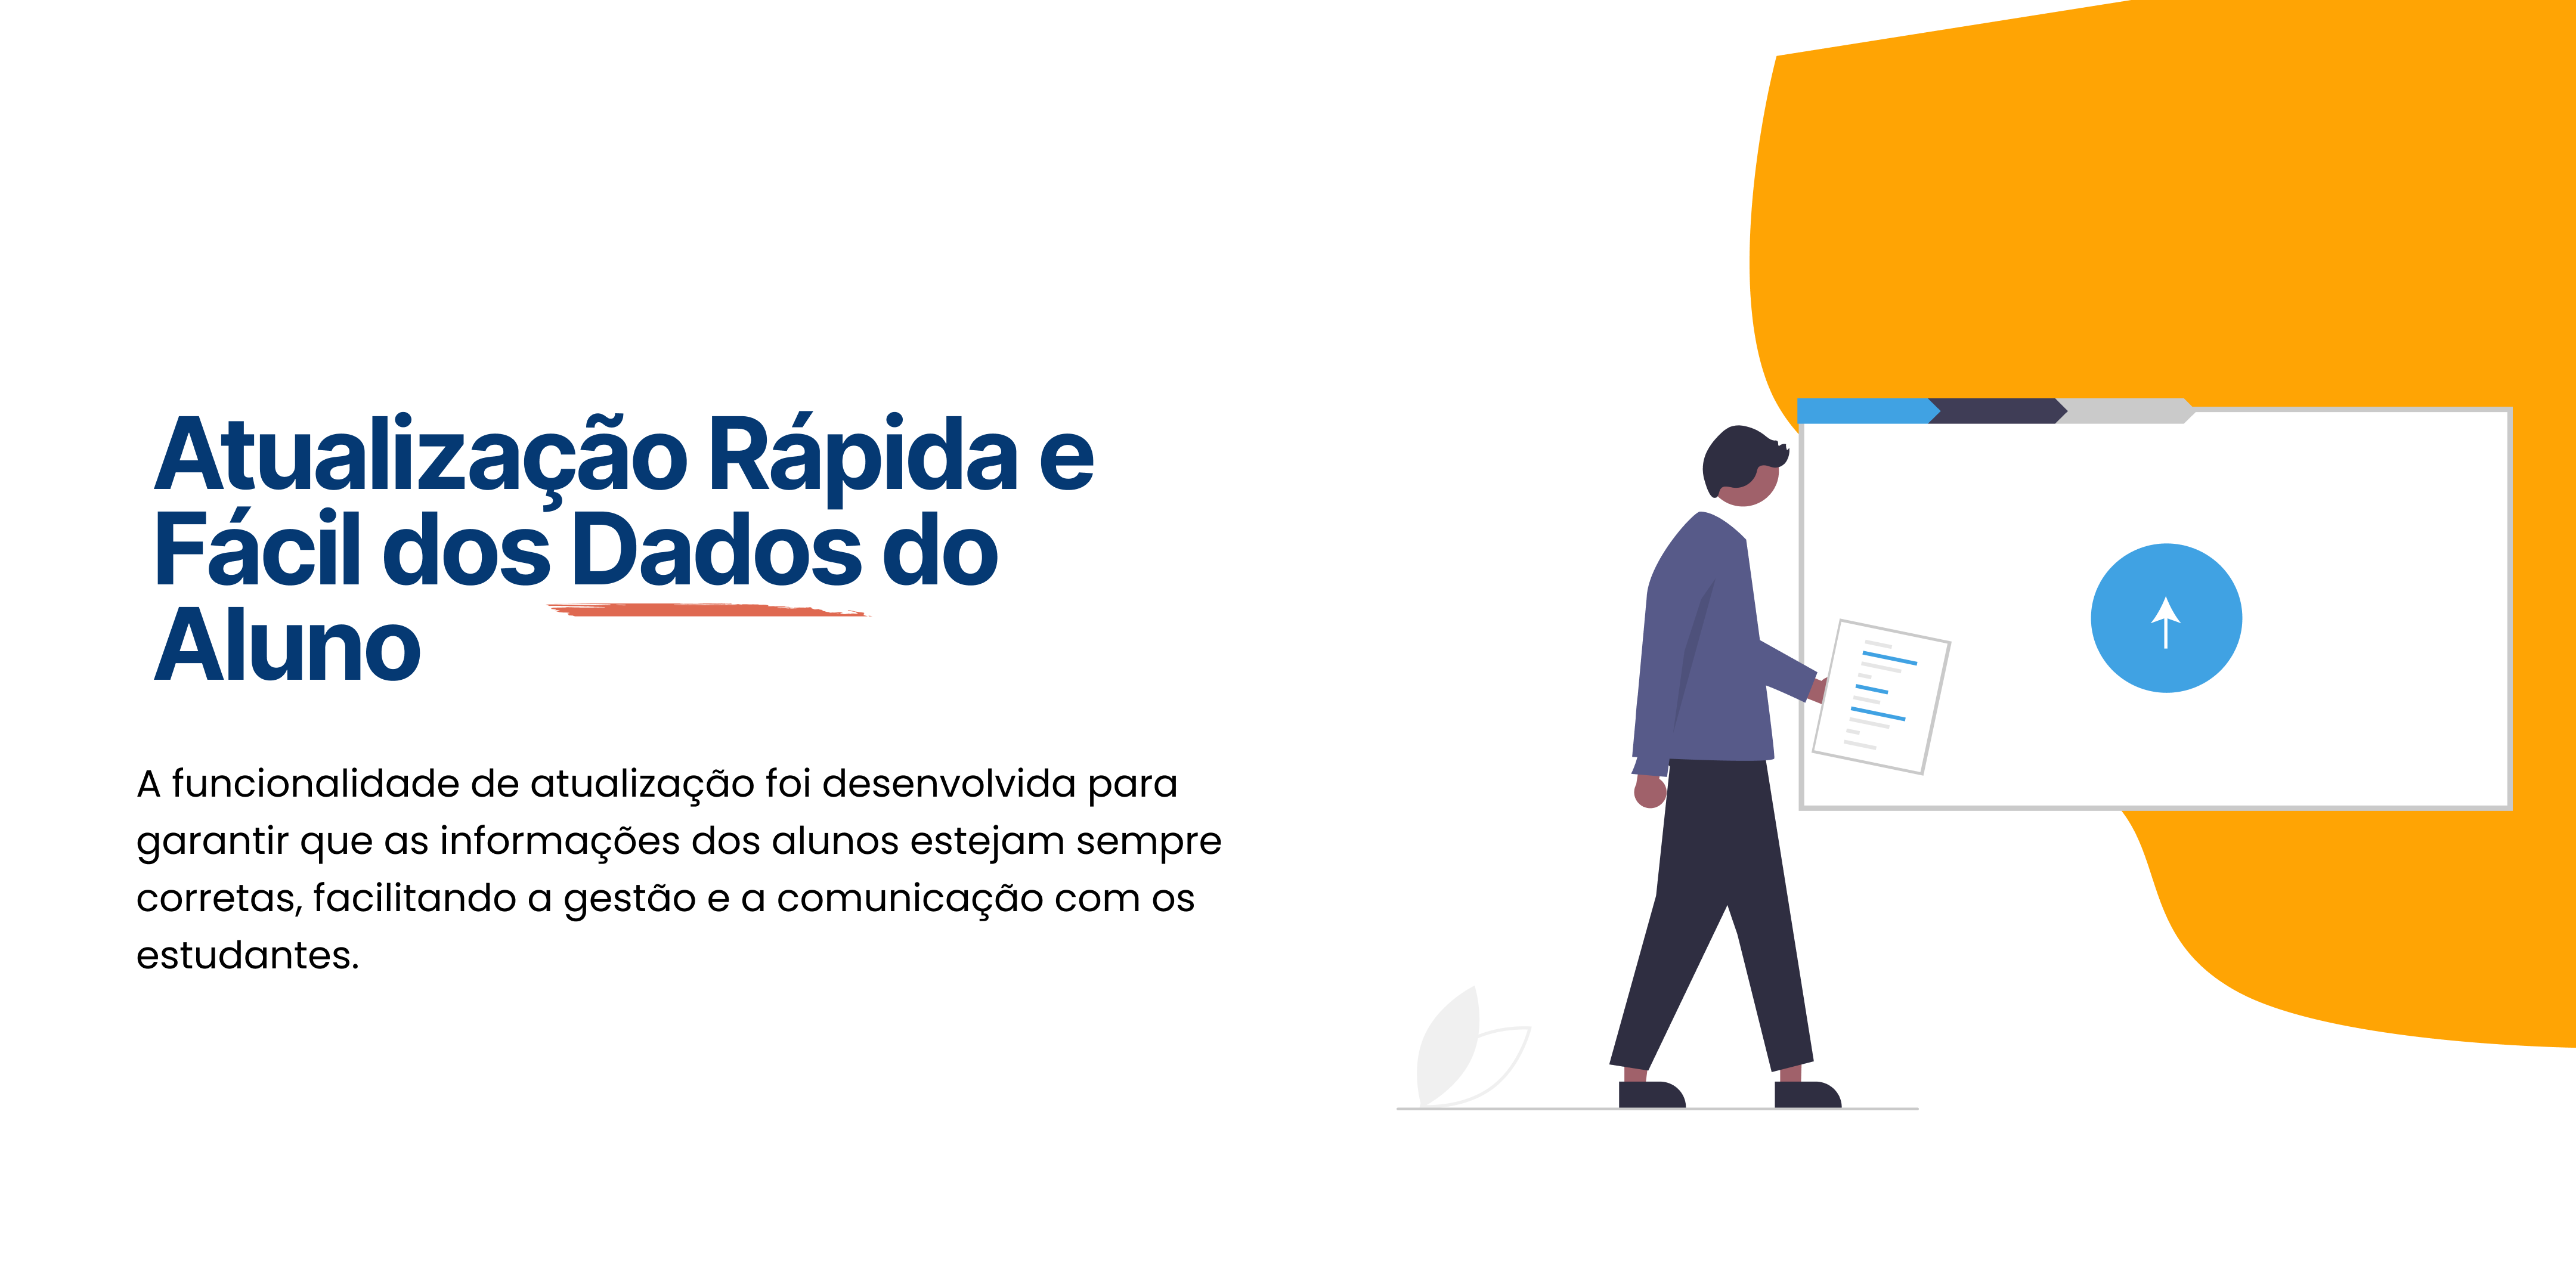 Atualização Rápida e
Fácil dos Dados do
Aluno
A funcionalidade de atualização foi desenvolvida para
garantir que as informações dos alunos estejam sempre
corretas, facilitando a gestão e a comunicação com os
estudantes.